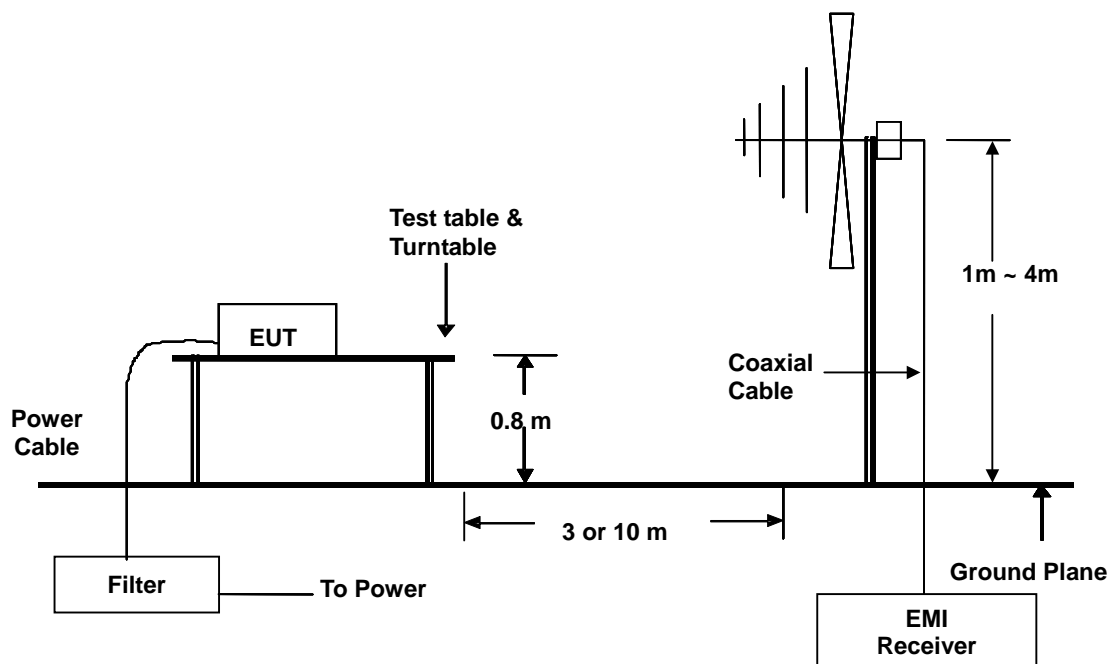 Test table &
Turntable
EUT
1m ~ 4m
Coaxial
Cable
0.8 m
Power
Cable
3 or 10 m
Filter
To Power
Ground Plane
EMI
Receiver